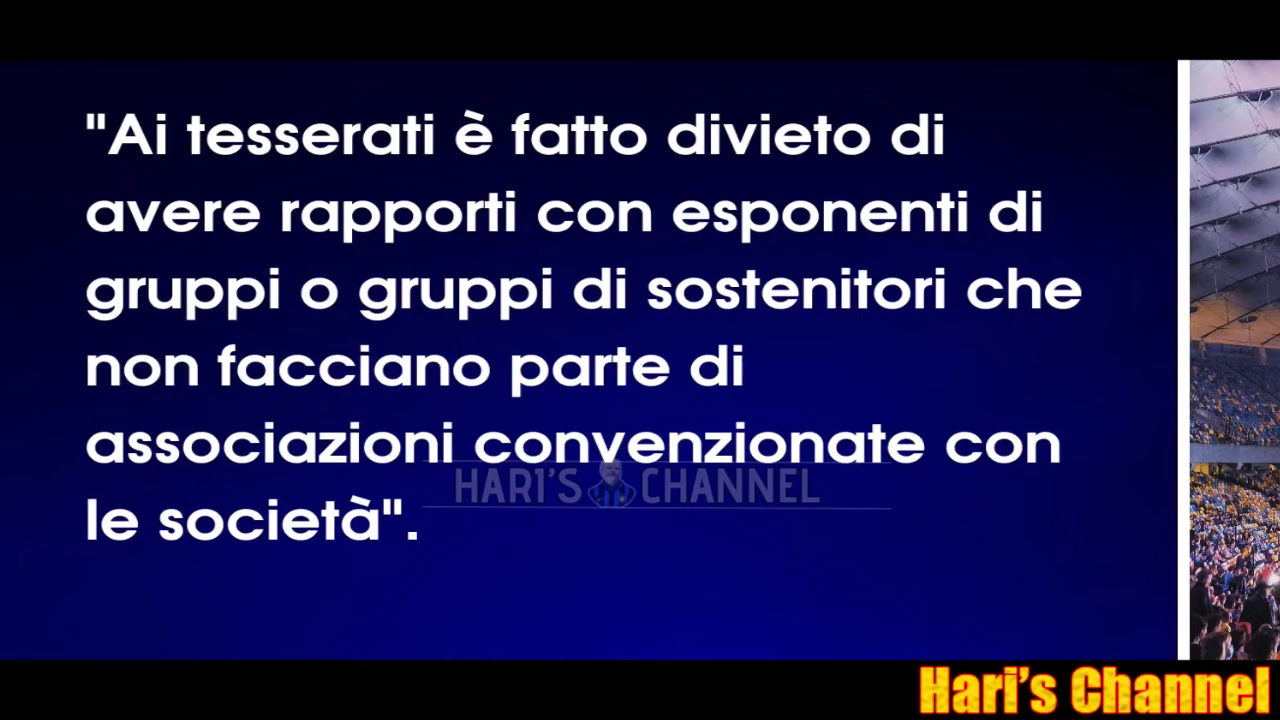 "Ai tesserati è fatto divieto di
avere rapporti con esponenti di
gruppi o gruppi di sostenitori che
non facciano parte di
associazioni convenzionate con
le società".
HARI'S CHANNEL
Hari's Channel